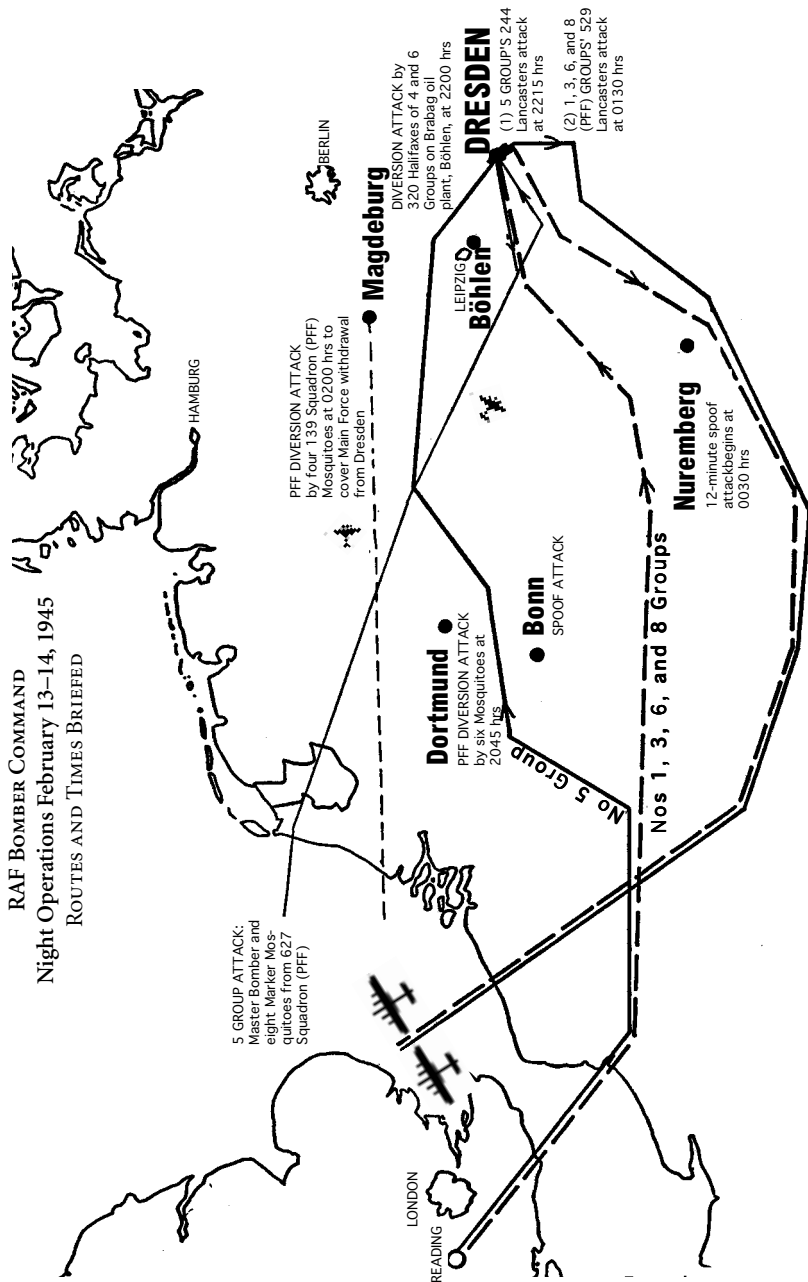 RAF BOMBER COMMAND
Night Operations February 13–14, 1945
ROUTES AND TIMES BRIEFED
HAMBURG
BERLIN
PFF DIVERSION ATTACK
by four 139 Squadron (PFF)
Mosquitoes at 0200 hrs to
cover Main Force withdrawal
from Dresden
Magdeburg
DIVERSION ATTACK by
320 Halifaxes of 4 and 6
Groups on Brabag oil
plant, Böhlen, at 2200 hrs
5 GROUP ATTACK:
Master Bomber and
eight Marker Mos-
quitoes from 627
Squadron (PFF)
LEIPZIG
Böhlen
DRESDEN
(1) 5 GROUP'S 244
Lancasters attack
at 2215 hrs
(2) 1, 3, 6, and 8
(PFF) GROUPS' 529
Lancasters attack
at 0130 hrs
Dortmund
PFF DIVERSION ATTACK
by six Mosquitoes at
2045 hrs
Bonn
SPOOF ATTACK
No 5 Group
LONDON
READING
Nos 1, 3, 6, and 8 Groups
Nuremberg
12-minute spoof
attackbegins at
0030 hrs